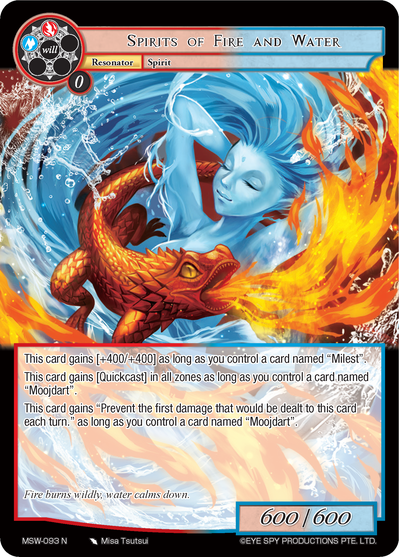 Spirits of Fire and Water
will
Resonator Spirit
0
This card gains [+400/+400] as long as you control a card named “Milest”.
This card gains [Quickcast] in all zones as long as you control a card named
“Moojdart”.
This card gains “Prevent the first damage that would be dealt to this card
each turn.” as long as you control a card named “Moojdart”.
Fire burns wildly, water calms down.
600/600
MSW-093 N Misa Tsutsui ©EYE SPY PRODUCTIONS PTE. LTD.